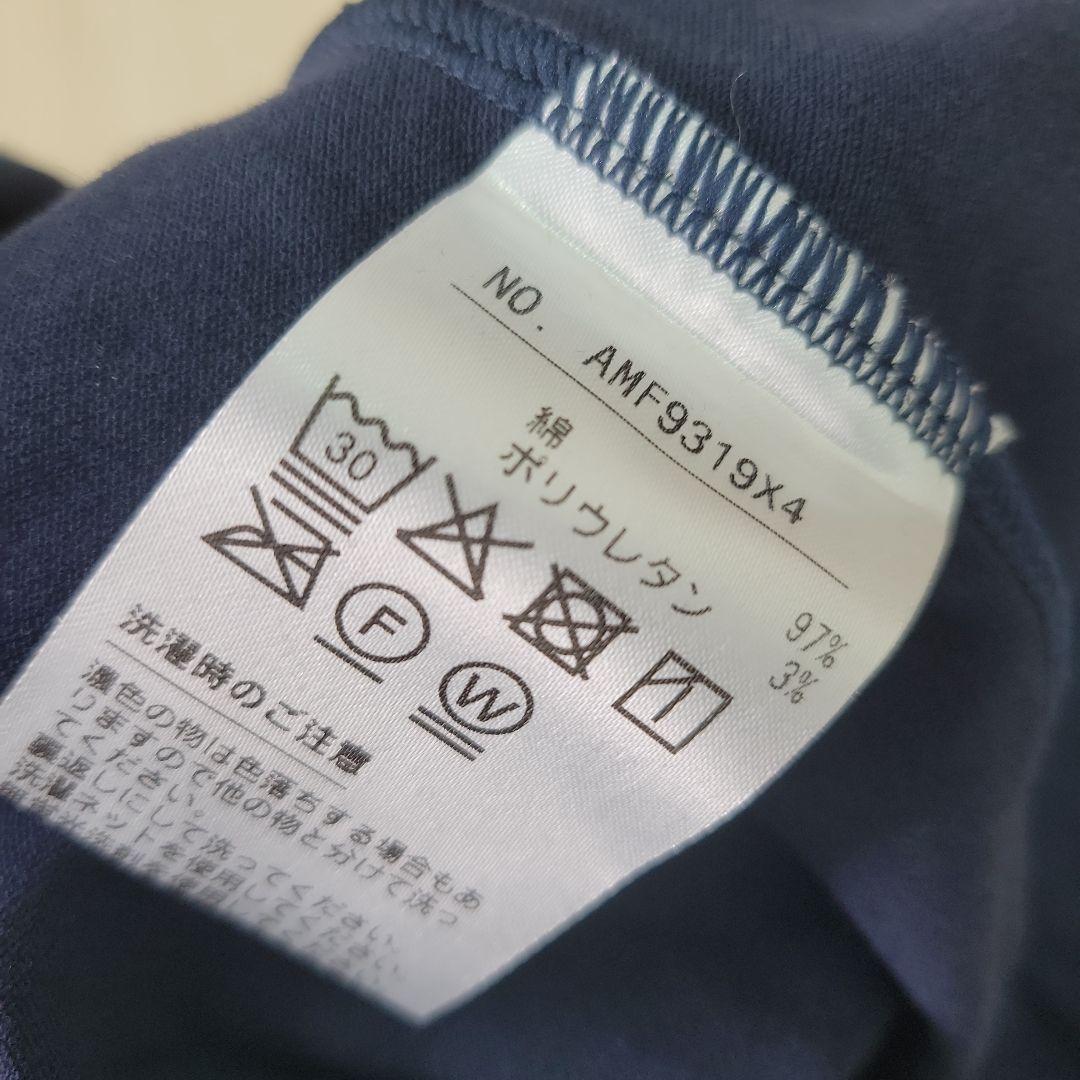 NO. AMF9319X4
綿 97%
ポリウレタン 3%
30
F
W
洗濯時のご注意
濃色の物は色落ちする場合もあ
りますので他の物と分けて洗っ
てください。
裏返しにして洗ってください。
洗濯ネットを使用してください。